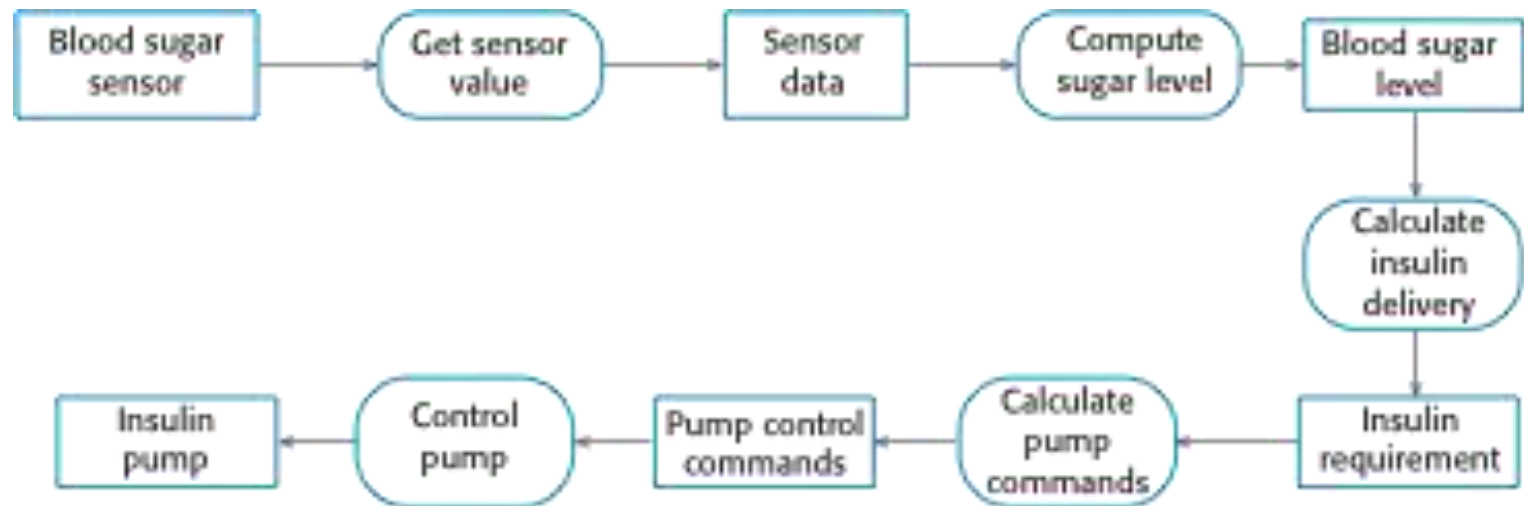 Blood sugar
sensor
Get sensor
value
Sensor
data
Compute
sugar level
Blood sugar
level
Calculate
insulin
delivery
Insulin
requirement
Calculate
pump
commands
Pump control
commands
Control
pump
Insulin
pump